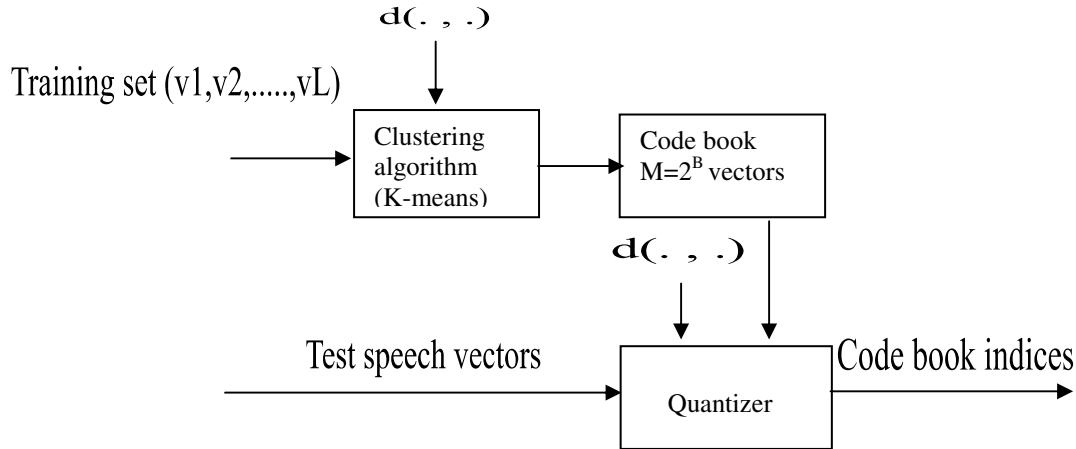 d(. , .)
Training set (v1,v2,.....,vL)
Clustering
algorithm
(K-means)
Code book
M=2^B vectors
d(. , .)
Test speech vectors
Code book indices
Quantizer